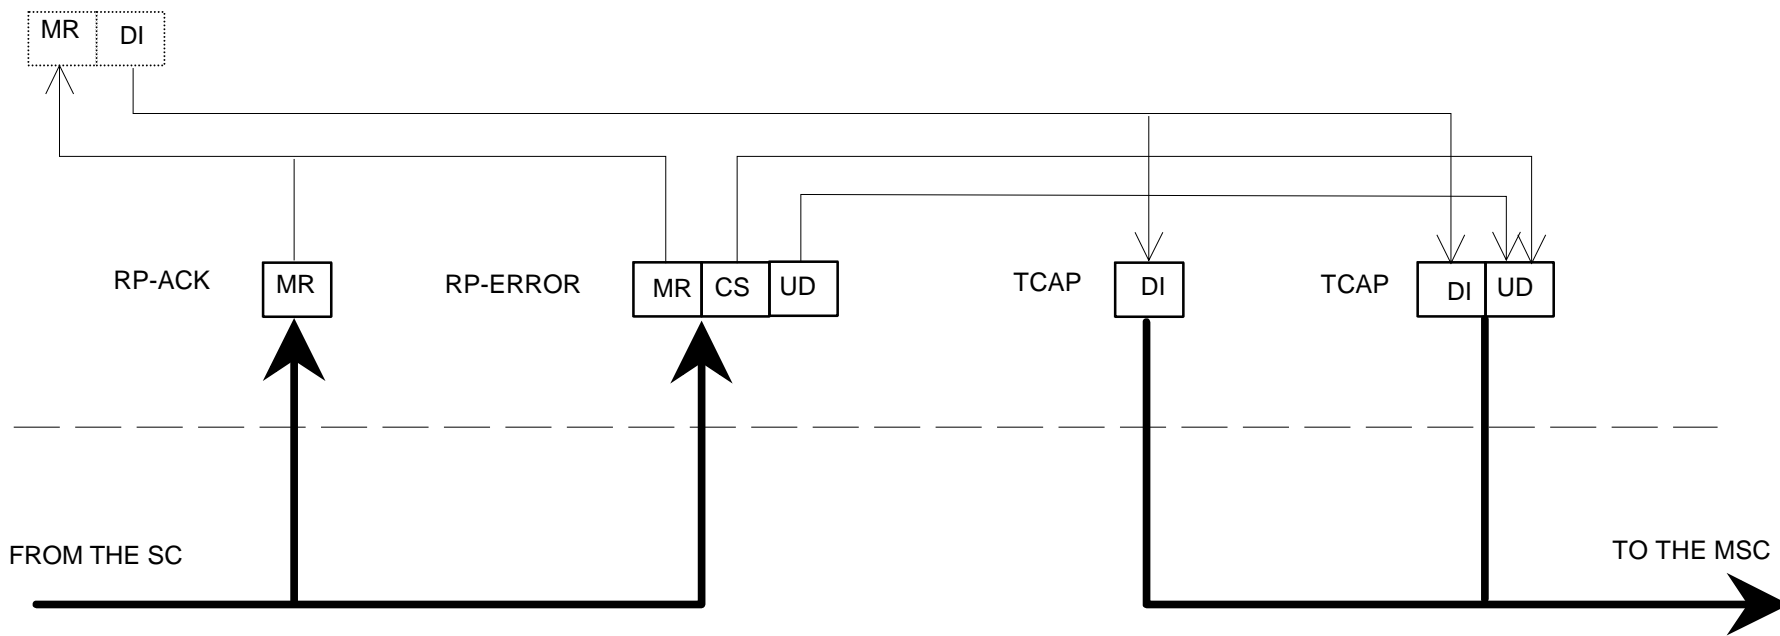 MR DI
RP-ACK MR RP-ERROR MR CS UD TCAP DI TCAP DI UD
FROM THE SC TO THE MSC